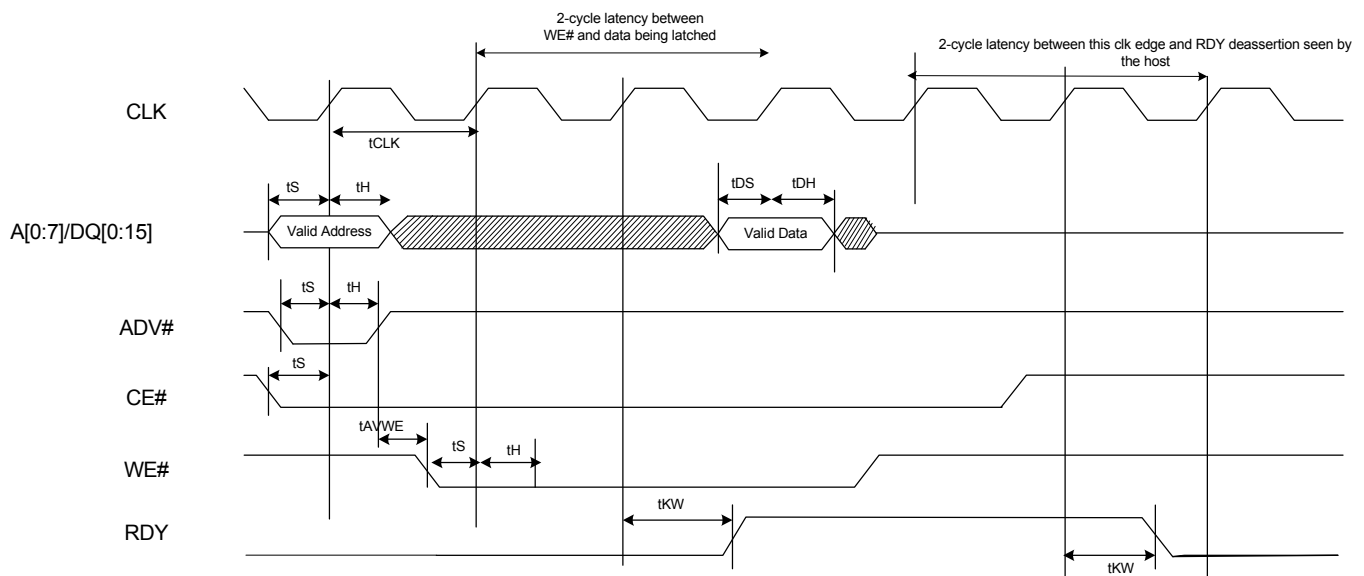 2-cycle latency between
WE# and data being latched
2-cycle latency between this clk edge and RDY deassertion seen by
the host
CLK
tCLK
tS
tH
tDS
tDH
A[0:7]/DQ[0:15]
Valid Address
Valid Data
tS
tH
ADV#
tS
CE#
tAVWE
tS
tH
WE#
tKW
RDY
tKW